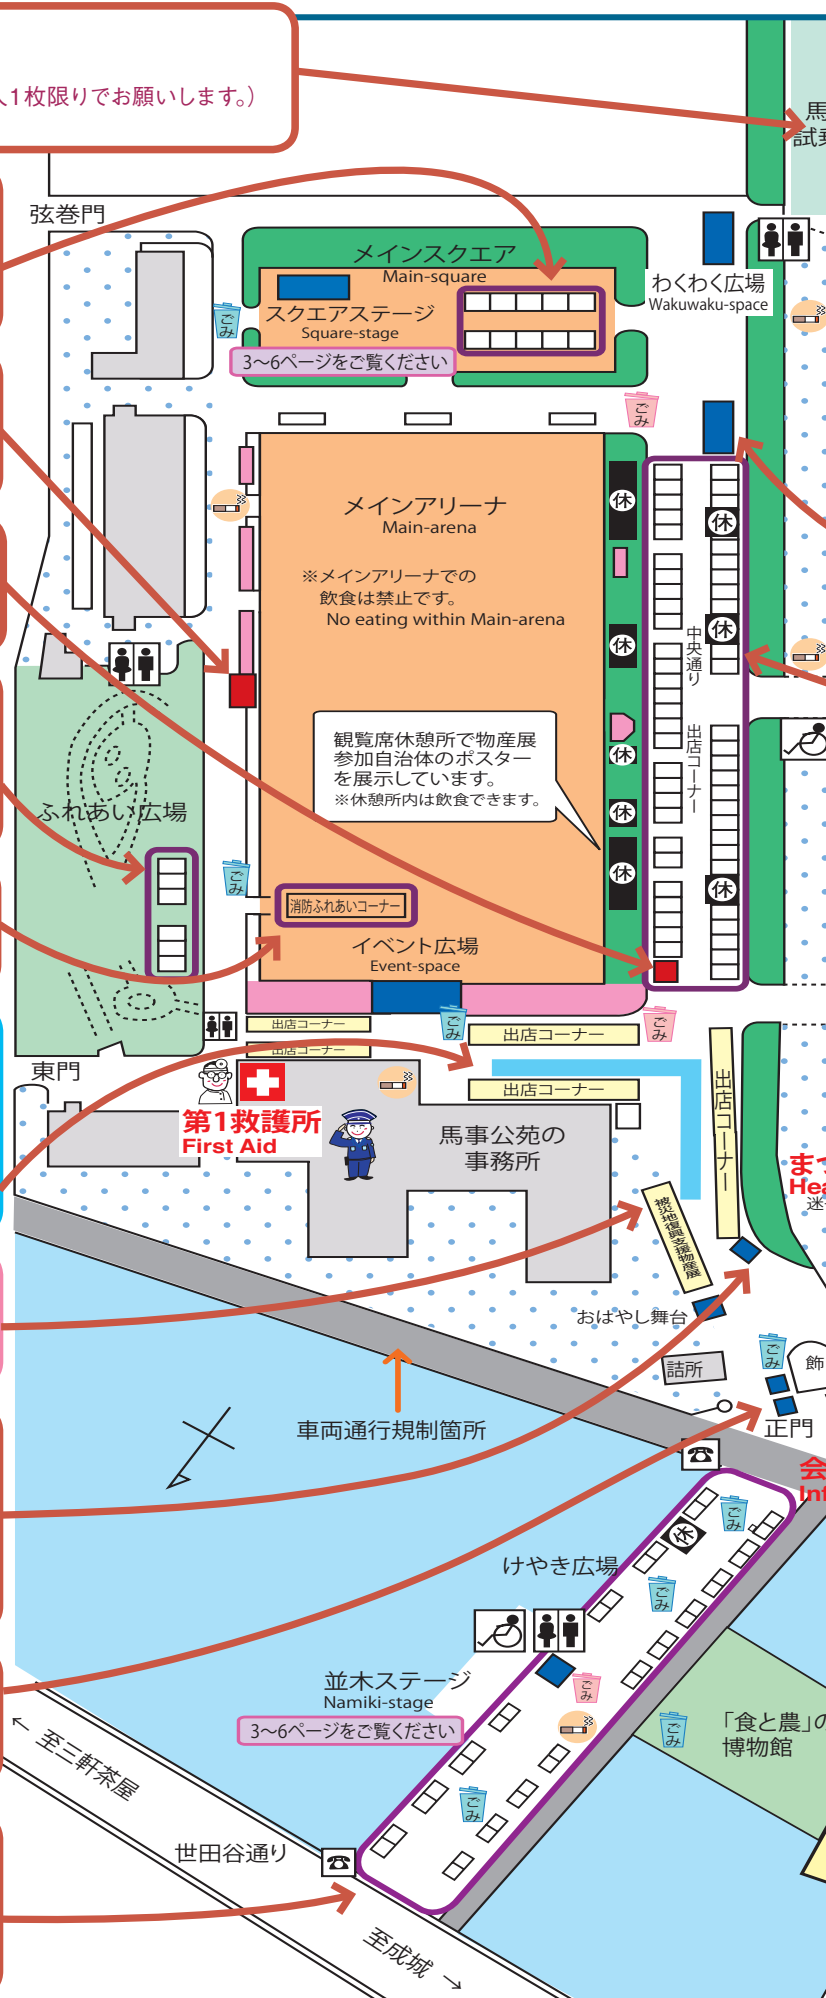 人1枚限りでお願いします。)
馬
試乗
弦巻門
メインスクエア
Main-square
スクエアステージ
Square-stage
3〜6ページをご覧ください
わくわく広場
Wakuwaku-space
ごみ
ごみ
メインアリーナ
Main-arena
※メインアリーナでの
飲食は禁止です。
No eating within Main-arena
休
休
休
休
休
休
休
休
中央通り 出店コーナー
観覧席休憩所で物産展
参加自治体のポスター
を展示しています。
※休憩所内は飲食できます。
ふれあい広場
ごみ
消防ふれあいコーナー
イベント広場
Event-space
出店コーナー
出店コーナー
ごみ
出店コーナー
出店コーナー
ごみ
東門
第1救護所
First Aid
馬事公苑の
事務所
出店コーナー
被災地復興支援物産展
まつ
Hea
迷
おはやし舞台
詰所
ごみ
飾
正門
車両通行規制箇所
会
Inf
けやき広場
休
ごみ
ごみ
並木ステージ
Namiki-stage
3〜6ページをご覧ください
ごみ
ごみ
ごみ
「食と農」の
博物館
← 至三軒茶屋
世田谷通り
至成城 →